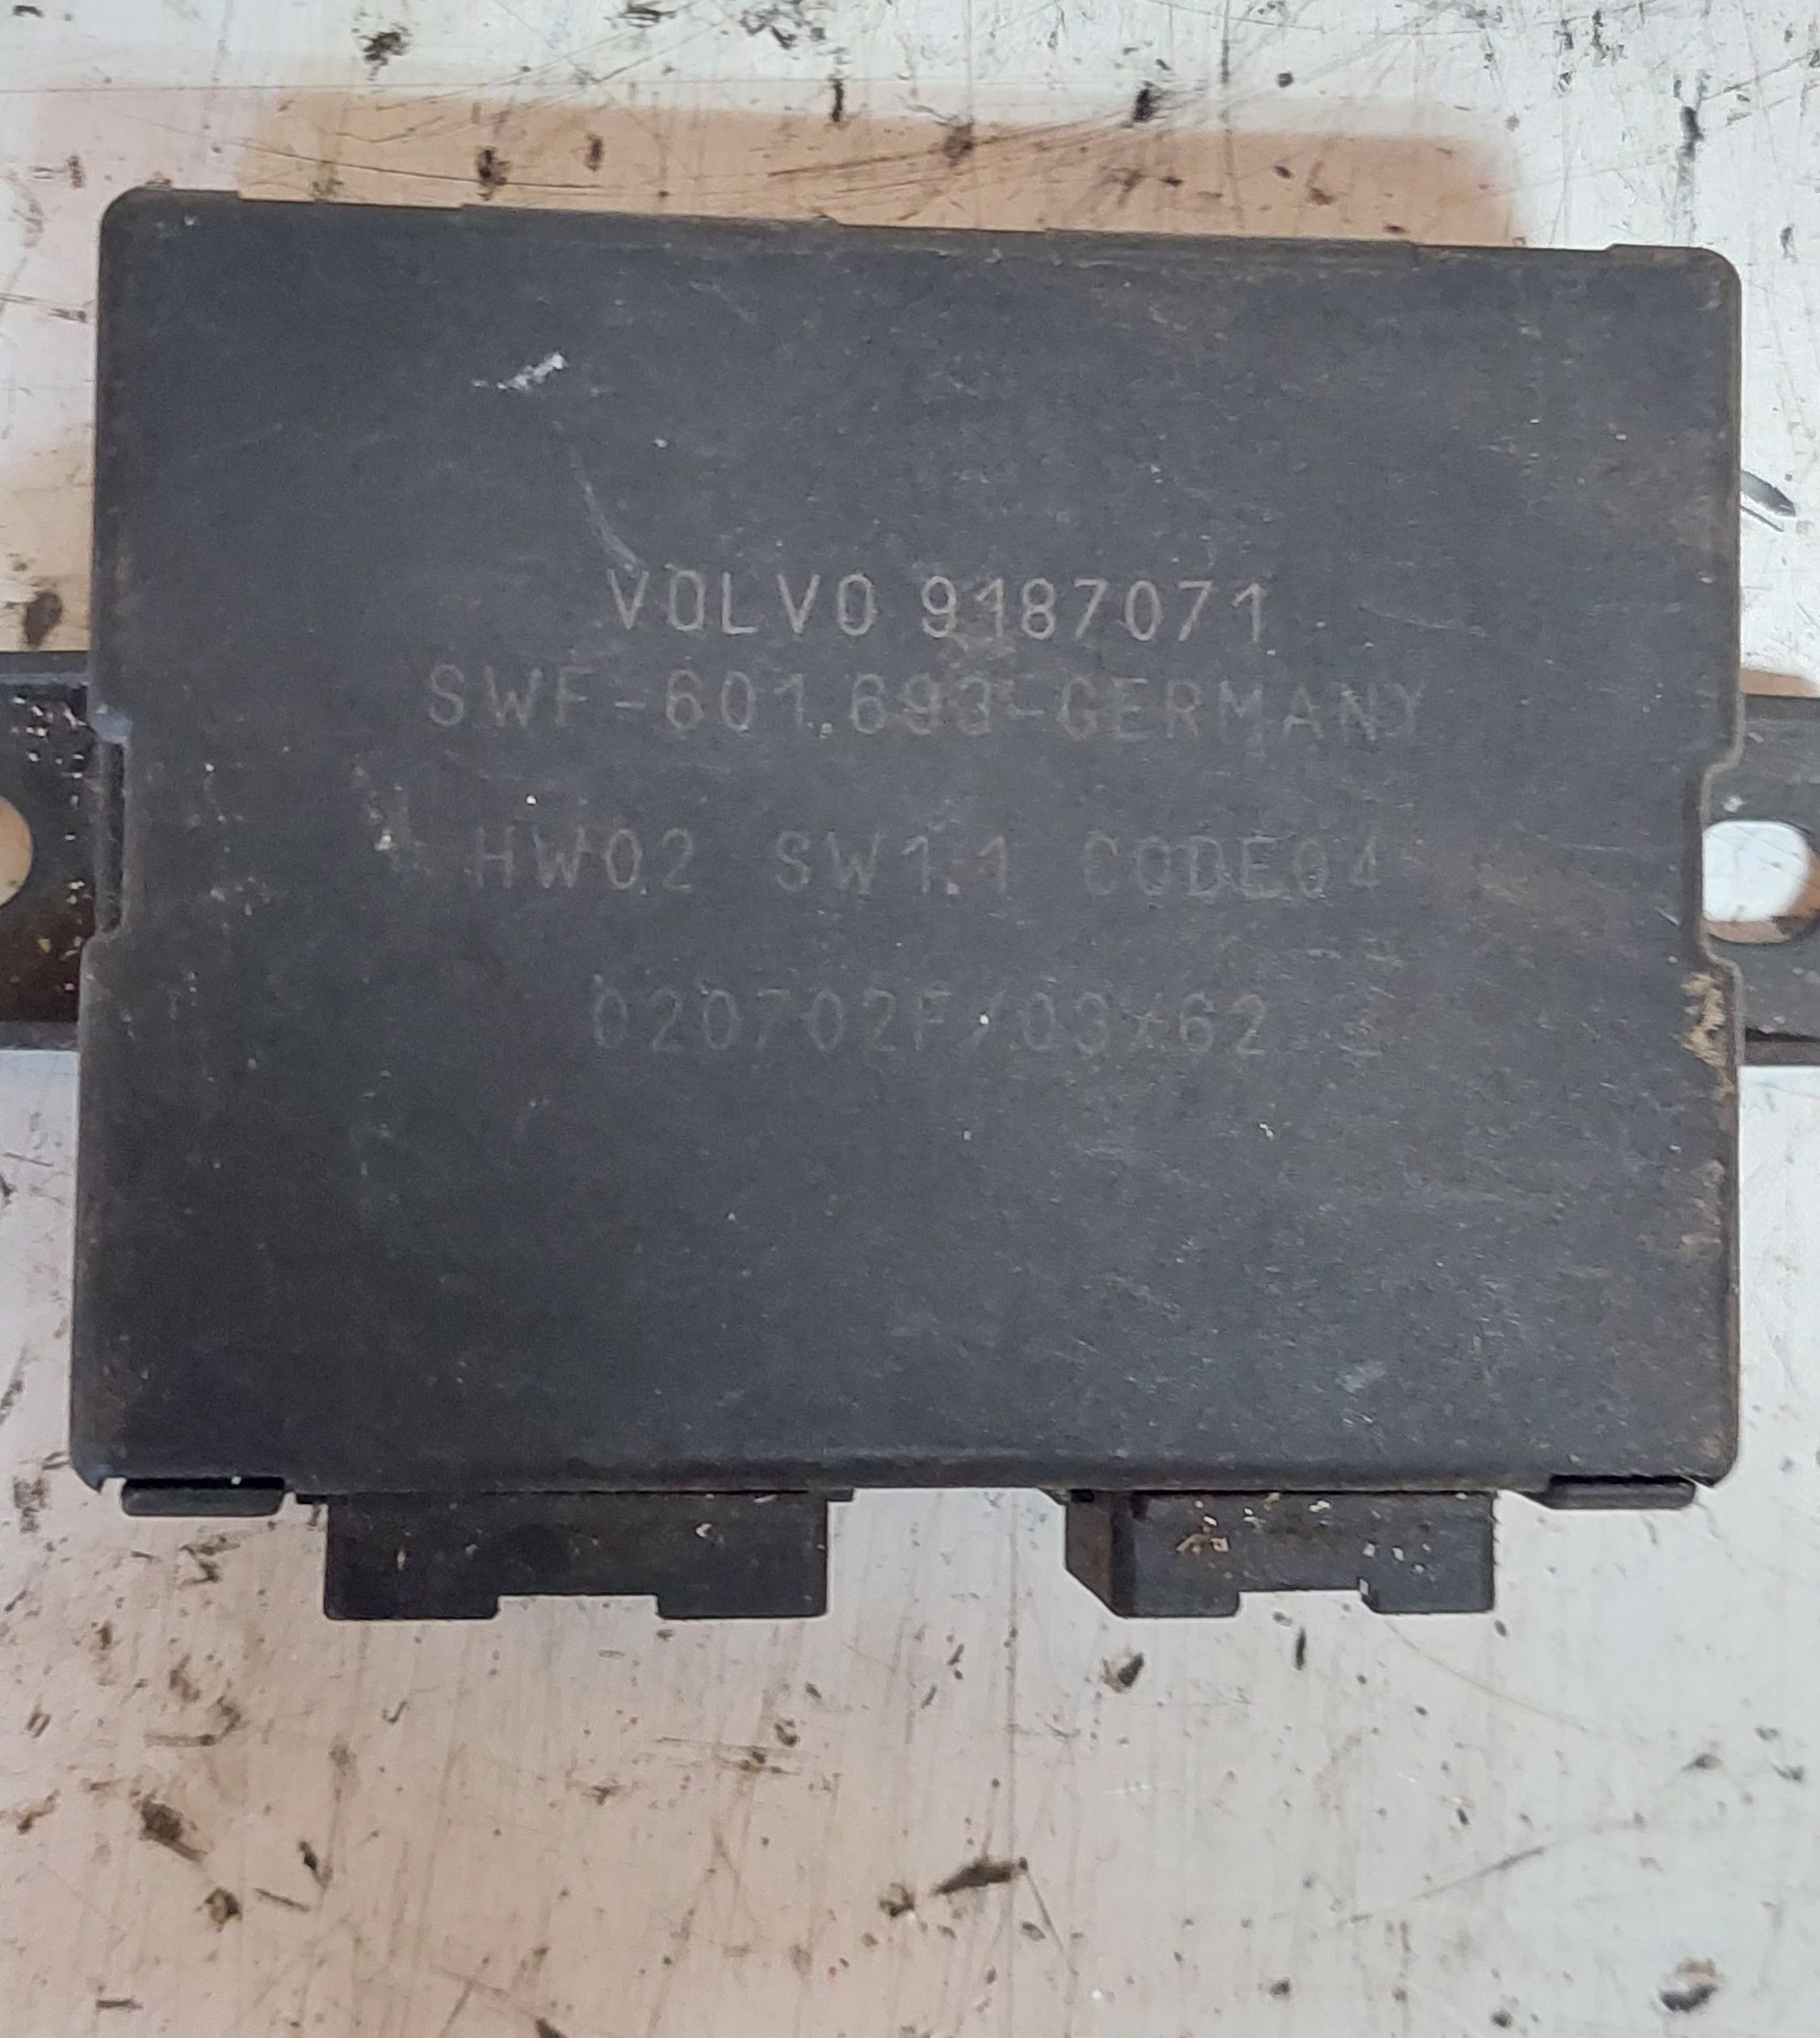 VOLVO 9187071
SWF-601.693-GERMANY
HW02 SW1.1 CODE04
020702F/03X62